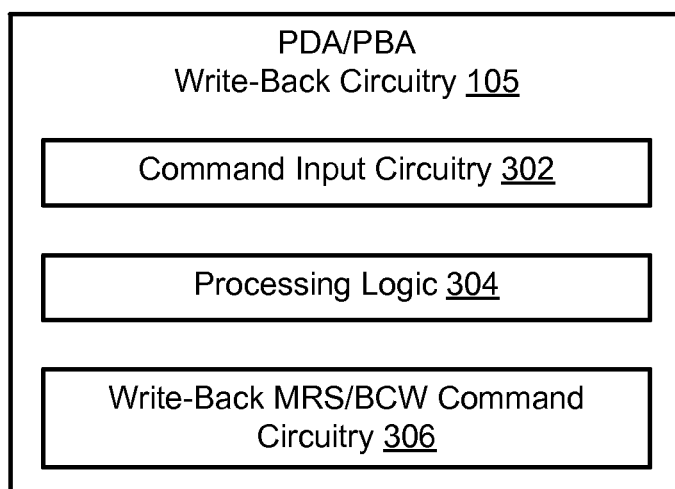 PDA/PBA
Write-Back Circuitry 105
Command Input Circuitry 302
Processing Logic 304
Write-Back MRS/BCW Command
Circuitry 306